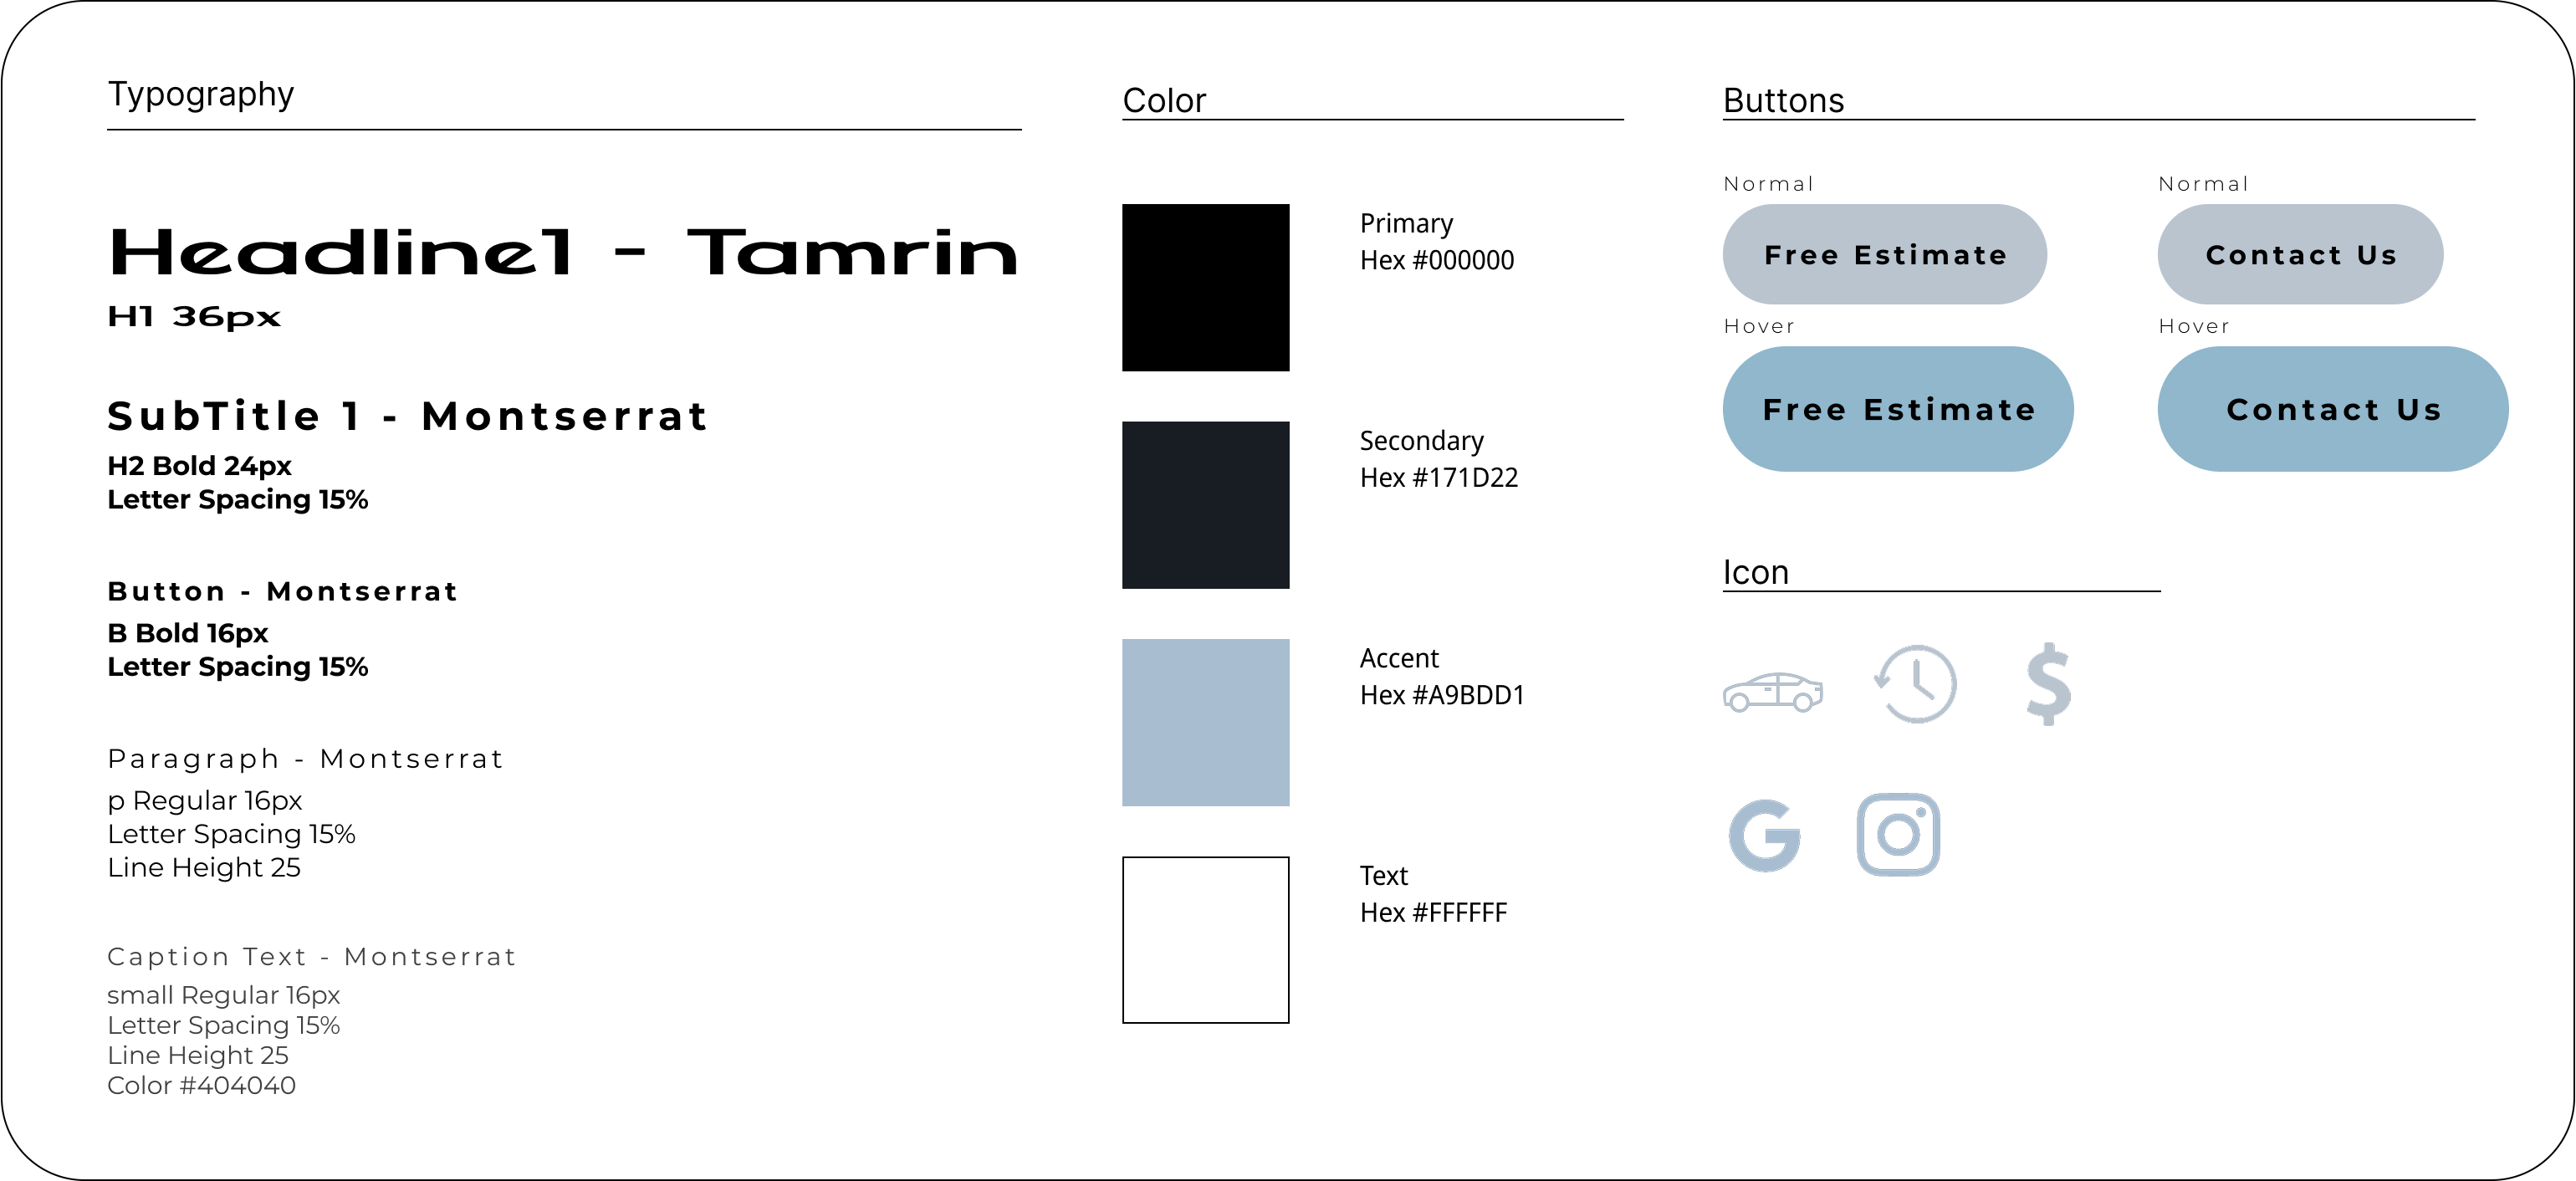 Typography
Headline1 - Tamrin
H1 36px
SubTitle 1 - Montserrat
H2 Bold 24px
Letter Spacing 15%
Button - Montserrat
B Bold 16px
Letter Spacing 15%
Paragraph - Montserrat
p Regular 16px
Letter Spacing 15%
Line Height 25
Caption Text - Montserrat
small Regular 16px
Letter Spacing 15%
Line Height 25
Color #404040
Color
Primary
Hex #000000
Secondary
Hex #171D22
Accent
Hex #A9BDD1
Text
Hex #FFFFFF
Buttons
Normal
Free Estimate
Hover
Free Estimate
Normal
Contact Us
Hover
Contact Us
Icon
$
G